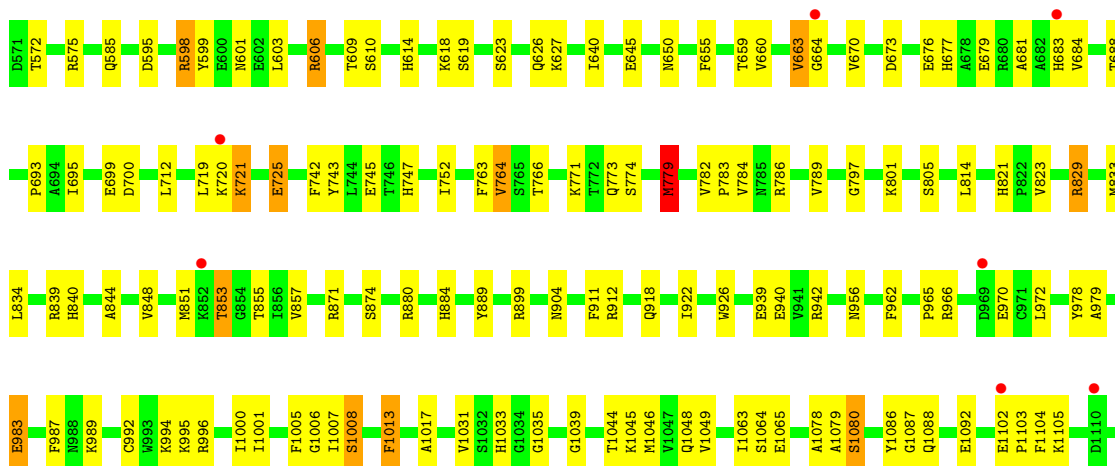 D571 T572 R575 Q585 D595 R598 Y599 E600 N601 E602 L603 R606 T609 S610 H614 K618 S619 S623 Q626 K627 I640 E645 N650 F655 T659 V660 V663 G664 V670 D673 E676 H677 A678 E679 R680 A681 A682 H683 V684
P693 A694 I695 E699 D700 L712 L719 K720 K721 E725 F742 Y743 L744 E745 T746 H747 I752 F763 V764 S765 T766 K771 T772 Q773 S774 M779 V782 P783 V784 N785 R786 V789 G797 K801 S805 L814 H821 P822 V823 R829
L834 R839 H840 A844 V848 M851 K852 T853 G854 T855 I856 V857 R871 S874 R880 H884 Y889 R899 N904 F911 R912 Q918 I922 W926 E939 E940 V941 R942 N956 F962 P965 R966 D969 E970 C971 L972 Y978 A979
E983 F987 N988 K989 C992 W993 K994 K995 R996 I1000 I1001 F1005 G1006 I1007 S1008 F1013 A1017 V1031 S1032 H1033 G1034 G1035 G1039 T1044 K1045 M1046 V1047 Q1048 V1049 I1063 S1064 E1065 A1078 A1079 S1080 Y1086 G1087 Q1088 E1092 E1102 P1103 F1104 K1105 D1110